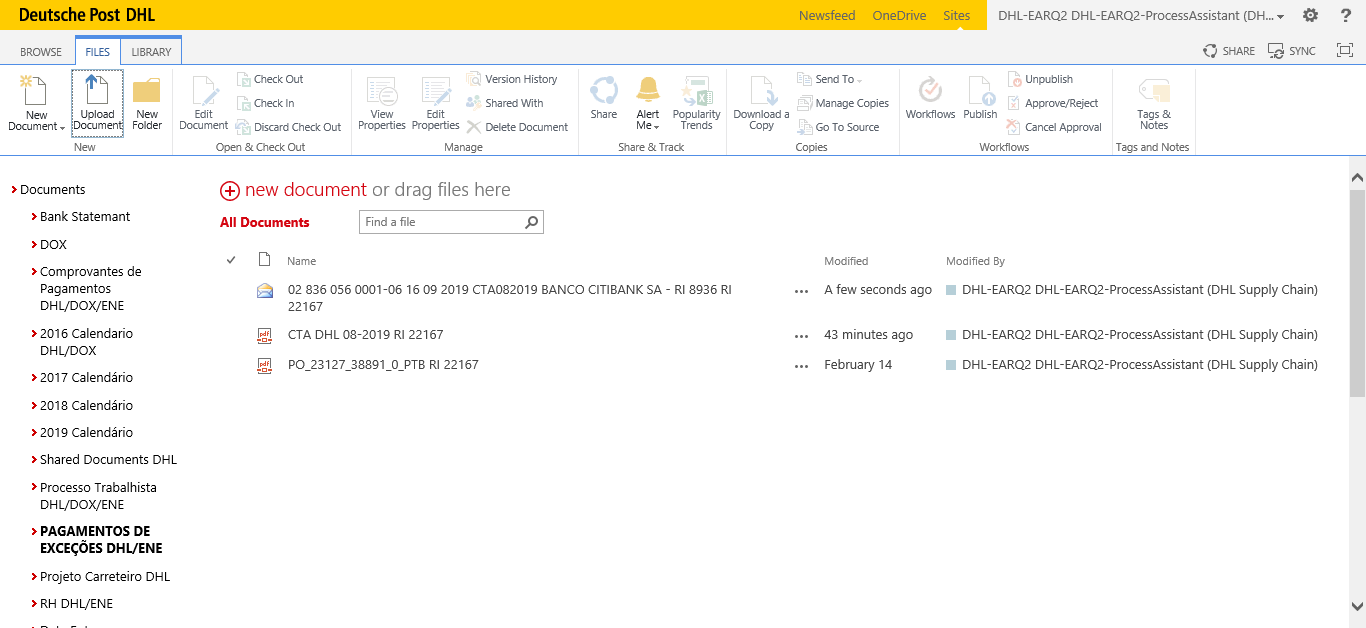 Deutsche Post DHL
Newsfeed OneDrive Sites DHL-EARQ2 DHL-EARQ2-ProcessAssistant (DH... ?
BROWSE FILES LIBRARY SHARE SYNC
New Document
Upload Document
New Folder
New
Edit Document
Check Out
Check In
Discard Check Out
Open & Check Out
View Properties
Edit Properties
Version History
Shared With
Delete Document
Manage
Share
Alert Me
Popularity Trends
Share & Track
Download a Copy
Send To
Manage Copies
Go To Source
Copies
Workflows
Publish
Unpublish
Approve/Reject
Cancel Approval
Workflows
Tags & Notes
Tags and Notes
Documents
Bank Statemant
DOX
Comprovantes de
Pagamentos
DHL/DOX/ENE
2016 Calendario
DHL/DOX
2017 Calendário
2018 Calendário
2019 Calendário
Shared Documents DHL
Processo Trabalhista
DHL/DOX/ENE
PAGAMENTOS DE
EXCEÇÕES DHL/ENE
Projeto Carreteiro DHL
RH DHL/ENE
new document or drag files here
All Documents Find a file
Name Modified Modified By
02 836 056 0001-06 16 09 2019 CTA082019 BANCO CITIBANK SA - RI 8936 RI
22167
... A few seconds ago DHL-EARQ2 DHL-EARQ2-ProcessAssistant (DHL Supply Chain)
pdf CTA DHL 08-2019 RI 22167 ... 43 minutes ago DHL-EARQ2 DHL-EARQ2-ProcessAssistant (DHL Supply Chain)
pdf PO_23127_38891_0_PTB RI 22167 ... February 14 DHL-EARQ2 DHL-EARQ2-ProcessAssistant (DHL Supply Chain)